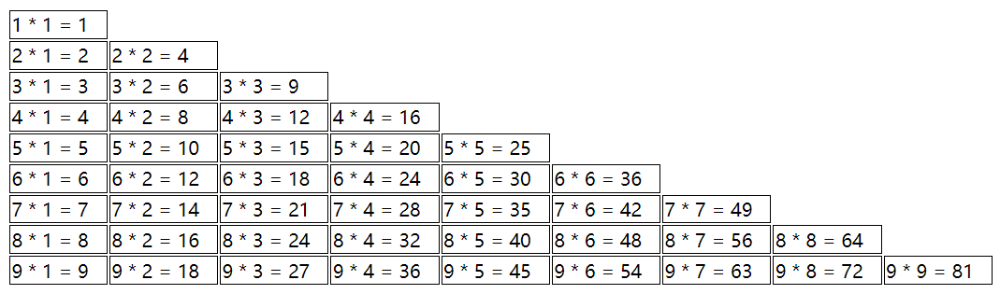 1 * 1 = 1
2 * 1 = 2 2 * 2 = 4
3 * 1 = 3 3 * 2 = 6 3 * 3 = 9
4 * 1 = 4 4 * 2 = 8 4 * 3 = 12 4 * 4 = 16
5 * 1 = 5 5 * 2 = 10 5 * 3 = 15 5 * 4 = 20 5 * 5 = 25
6 * 1 = 6 6 * 2 = 12 6 * 3 = 18 6 * 4 = 24 6 * 5 = 30 6 * 6 = 36
7 * 1 = 7 7 * 2 = 14 7 * 3 = 21 7 * 4 = 28 7 * 5 = 35 7 * 6 = 42 7 * 7 = 49
8 * 1 = 8 8 * 2 = 16 8 * 3 = 24 8 * 4 = 32 8 * 5 = 40 8 * 6 = 48 8 * 7 = 56 8 * 8 = 64
9 * 1 = 9 9 * 2 = 18 9 * 3 = 27 9 * 4 = 36 9 * 5 = 45 9 * 6 = 54 9 * 7 = 63 9 * 8 = 72 9 * 9 = 81